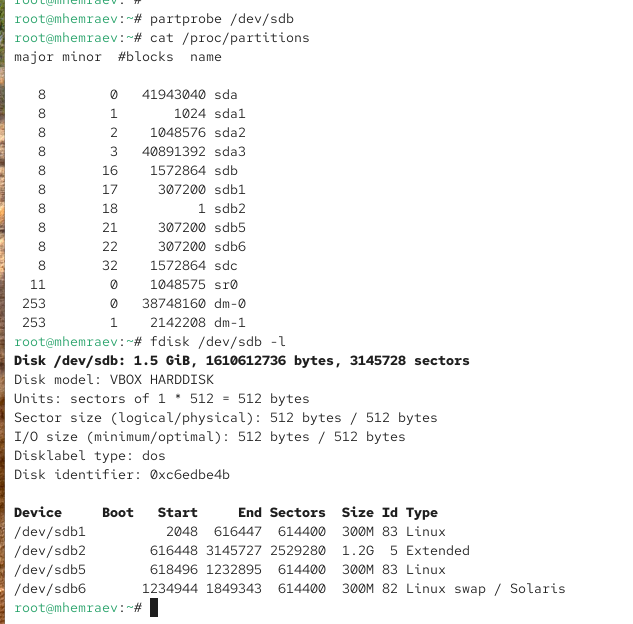 root@mhemraev:~# #
root@mhemraev:~# partprobe /dev/sdb
root@mhemraev:~# cat /proc/partitions
major minor  #blocks  name

   8        0   41943040 sda
   8        1       1024 sda1
   8        2    1048576 sda2
   8        3   40891392 sda3
   8       16    1572864 sdb
   8       17     307200 sdb1
   8       18          1 sdb2
   8       21     307200 sdb5
   8       22     307200 sdb6
   8       32    1572864 sdc
  11        0    1048575 sr0
 253        0   38748160 dm-0
 253        1    2142208 dm-1
root@mhemraev:~# fdisk /dev/sdb -l
Disk /dev/sdb: 1.5 GiB, 1610612736 bytes, 3145728 sectors
Disk model: VBOX HARDDISK
Units: sectors of 1 * 512 = 512 bytes
Sector size (logical/physical): 512 bytes / 512 bytes
I/O size (minimum/optimal): 512 bytes / 512 bytes
Disklabel type: dos
Disk identifier: 0xc6edbe4b

Device     Boot   Start     End Sectors  Size Id Type
/dev/sdb1          2048  616447  614400  300M 83 Linux
/dev/sdb2        616448 3145727 2529280  1.2G  5 Extended
/dev/sdb5        618496 1232895  614400  300M 83 Linux
/dev/sdb6       1234944 1849343  614400  300M 82 Linux swap / Solaris
root@mhemraev:~#